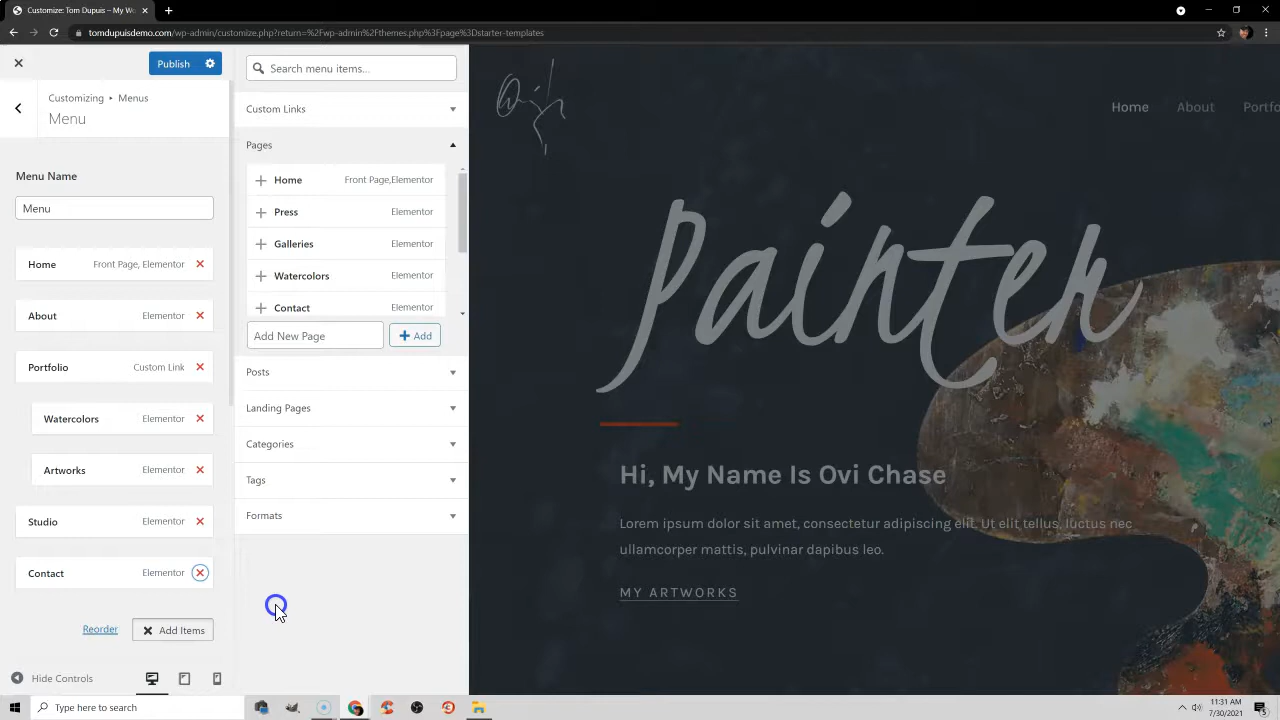 Customize: Tom Dupuis - My W
tomdupuisdemo.com/wp-admin/customize.php?return=%2Fwp-admin%2Fthemes.php%3Fpage%3Dstarter-templates
Publish
Customizing • Menus
Menu
Menu Name
Menu
Home Front Page, Elementor
About Elementor
Portfolio Custom Link
Watercolors Elementor
Artworks Elementor
Studio Elementor
Contact Elementor
Reorder
Add Items
Hide Controls
Search menu items...
Custom Links
Pages
Home Front Page,Elementor
Press Elementor
Galleries Elementor
Watercolors Elementor
Contact Elementor
Add New Page
Add
Posts
Landing Pages
Categories
Tags
Formats
Home About Portfo
Painter
Hi, My Name Is Ovi Chase
Lorem ipsum dolor sit amet, consectetur adipiscing elit. Ut elit tellus, luctus nec
ullamcorper mattis, pulvinar dapibus leo.
MY ARTWORKS
Type here to search
11:31 AM
7/30/2021